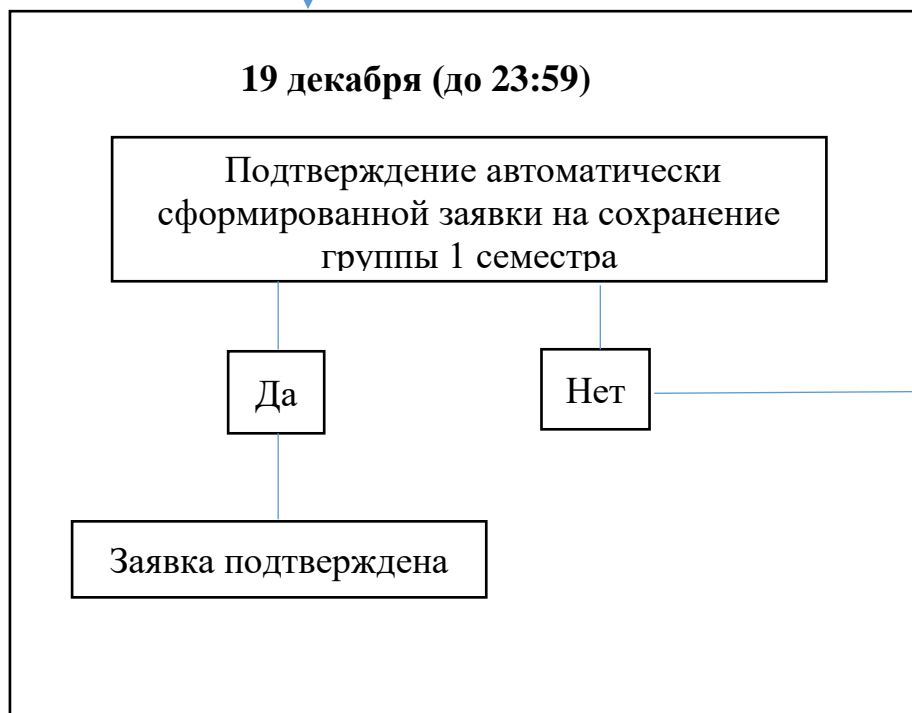 19 декабря (до 23:59)
Подтверждение автоматически
сформированной заявки на сохранение
группы 1 семестра
Да
Нет
Заявка подтверждена